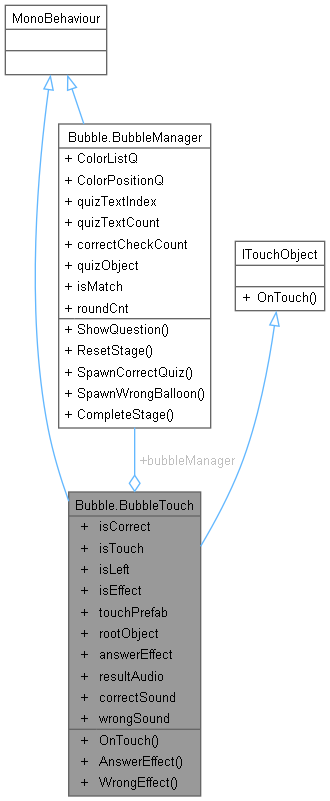 MonoBehaviour
Bubble.BubbleManager
+ ColorListQ
+ ColorPositionQ
+ quizTextIndex
+ quizTextCount
+ correctCheckCount
+ quizObject
+ isMatch
+ roundCnt
+ ShowQuestion()
+ ResetStage()
+ SpawnCorrectQuiz()
+ SpawnWrongBalloon()
+ CompleteStage()
ITouchObject
+ OnTouch()
+bubbleManager
Bubble.BubbleTouch
+ isCorrect
+ isTouch
+ isLeft
+ isEffect
+ touchPrefab
+ rootObject
+ answerEffect
+ resultAudio
+ correctSound
+ wrongSound
+ OnTouch()
+ AnswerEffect()
+ WrongEffect()